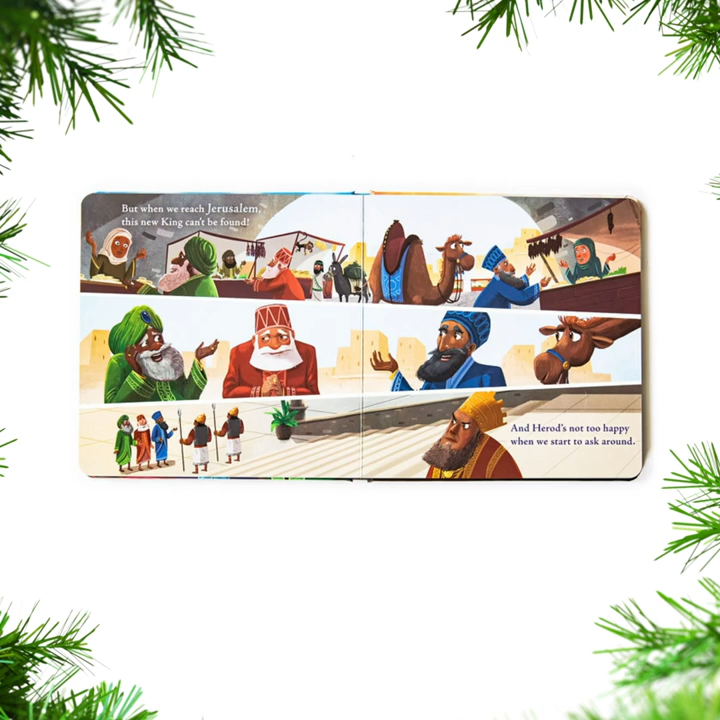 But when we reach Jerusalem,
this new King can't be found!
And Herod's not too happy
when we start to ask around.